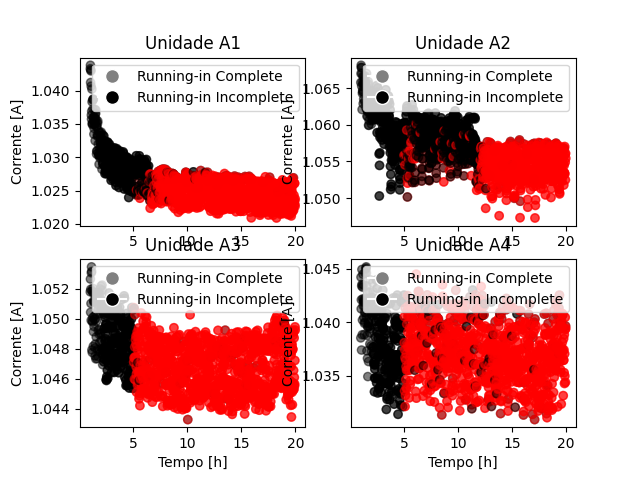 Unidade A1
Unidade A2
Running-in Complete
Running-in Incomplete
Running-in Complete
Running-in Incomplete
Corrente [A]
Corrente [A]
1.040
1.035
1.030
1.025
1.020
1.065
1.060
1.055
1.050
5
10
15
20
5
10
15
20
Unidade A3
Unidade A4
Running-in Complete
Running-in Incomplete
Running-in Complete
Running-in Incomplete
Corrente [A]
Corrente [A]
1.052
1.050
1.048
1.046
1.044
1.045
1.040
1.035
5
10
15
20
5
10
15
20
Tempo [h]
Tempo [h]